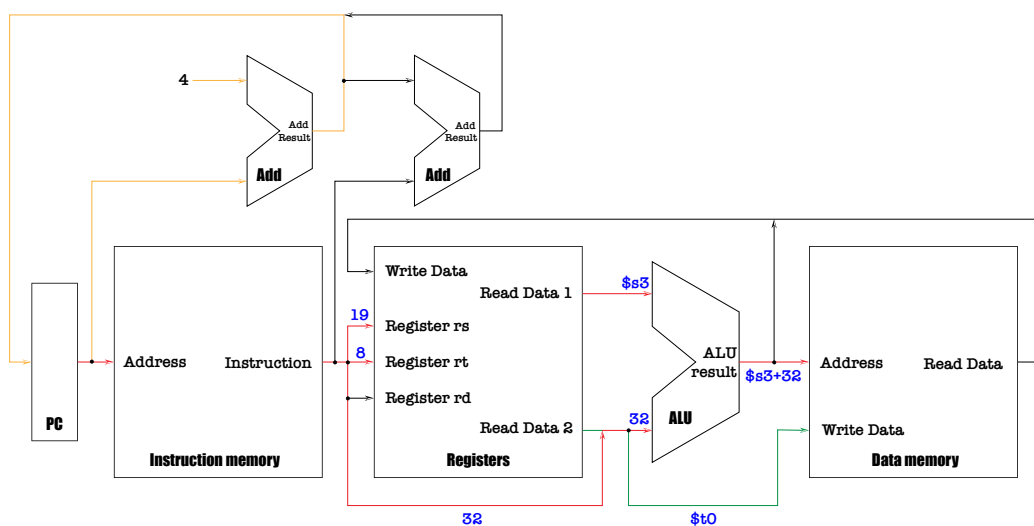 4
Add
Result
Add
Add
Result
Add
Write Data
Read Data 1
$s3
19
Register rs
8
Register rt
Register rd
Read Data 2
32
Address
Instruction
ALU
result
$s3+32
Address
Read Data
Write Data
PC
ALU
Instruction memory
Registers
Data memory
32
$t0